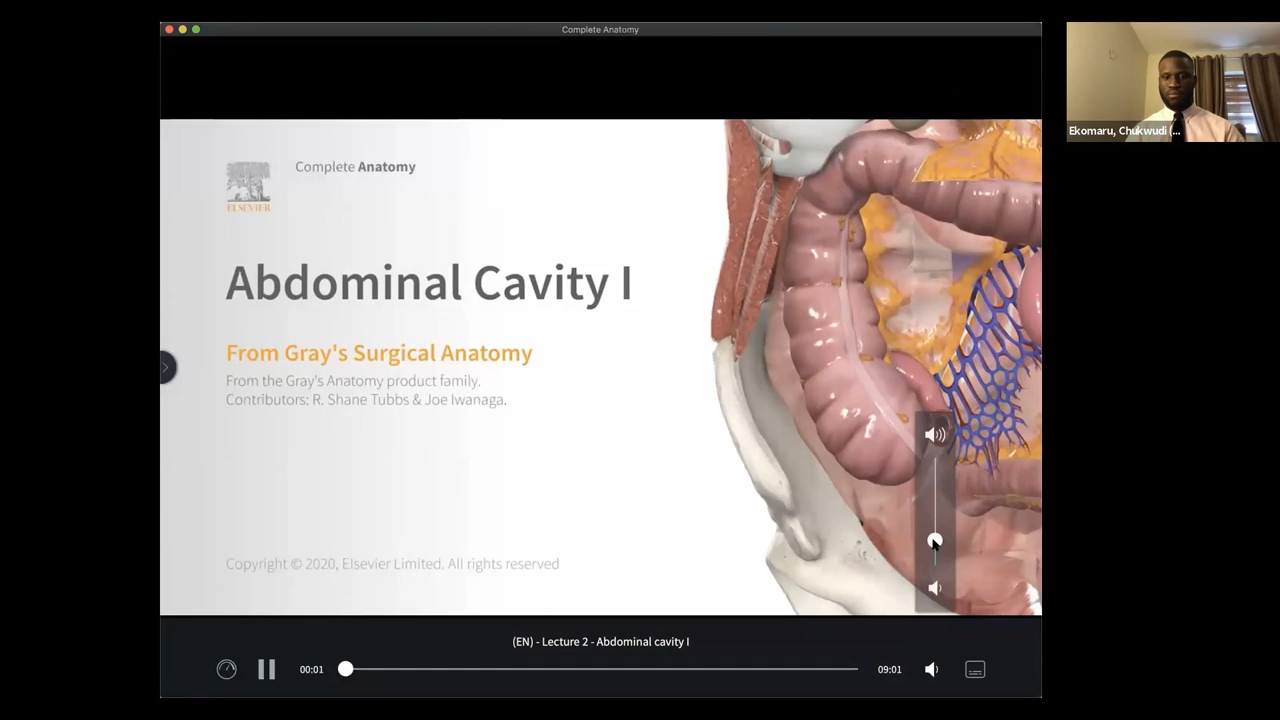 Complete Anatomy
Ekomaru, Chukwudi (...
Complete Anatomy
ELSEVIER
Abdominal Cavity I
From Gray's Surgical Anatomy
From the Gray's Anatomy product family.
Contributors: R. Shane Tubbs & Joe Iwanaga.
Copyright © 2020, Elsevier Limited. All rights reserved
(EN) - Lecture 2 - Abdominal cavity I
00:01
09:01